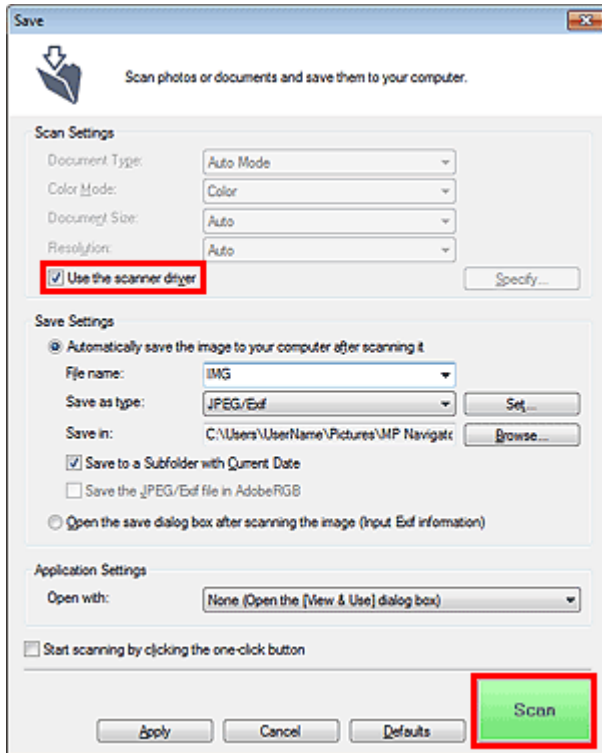 Save
Scan photos or documents and save them to your computer.
Scan Settings
Document Type: Auto Mode
Color Mode: Color
Document Size: Auto
Resolution: Auto
Use the scanner driver Specify...
Save Settings
Automatically save the image to your computer after scanning it
File name: IMG
Save as type: JPEG/Exif Set...
Save in: C:\Users\UserName\Pictures\MP Navigate Browse...
Save to a Subfolder with Current Date
Save the JPEG/Exif file in AdobeRGB
Open the save dialog box after scanning the image (Input Exif information)
Application Settings
Open with: None (Open the [View & Use] dialog box)
Start scanning by clicking the one-click button
Scan
Apply Cancel Defaults